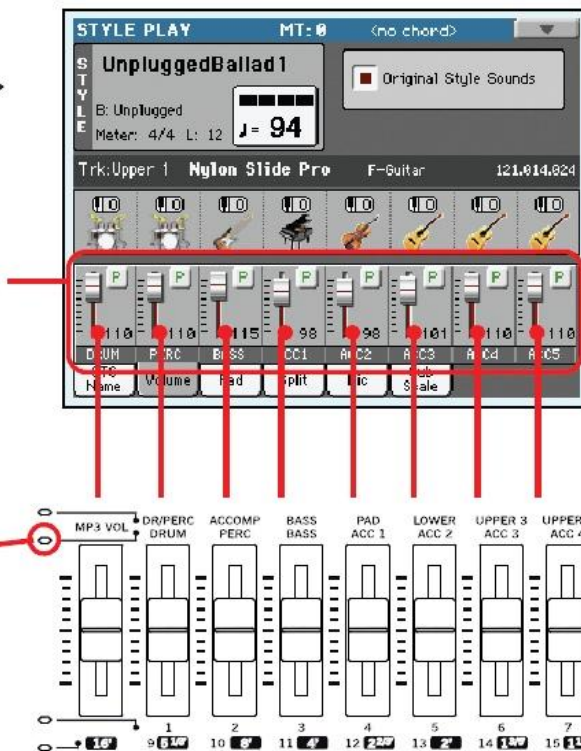 STYLE PLAY MT: 0 (no chord)
STYLE
UnpluggedBallad1
Original Style Sounds
B: Unplugged
Meter: 4/4 L: 12 ♩= 94
Trk:Upper 1 Nylon Slide Pro F-Guitar 121.014.024
P P P P P P P P
110 110 115 98 98 101 110 110
DRUM PERC BASS ACC1 ACC2 ACC3 ACC4 ACC5
STS Name Volume Pad Split Mic Sub Scale
MP3 VOL DR/PERC ACCOMP BASS PAD LOWER UPPER 3 UPPER
DRUM PERC BASS ACC 1 ACC 2 ACC 3 ACC 4
1 2 3 4 5 6 7
16' 9 10 8' 11 4' 12 13 2' 14 15